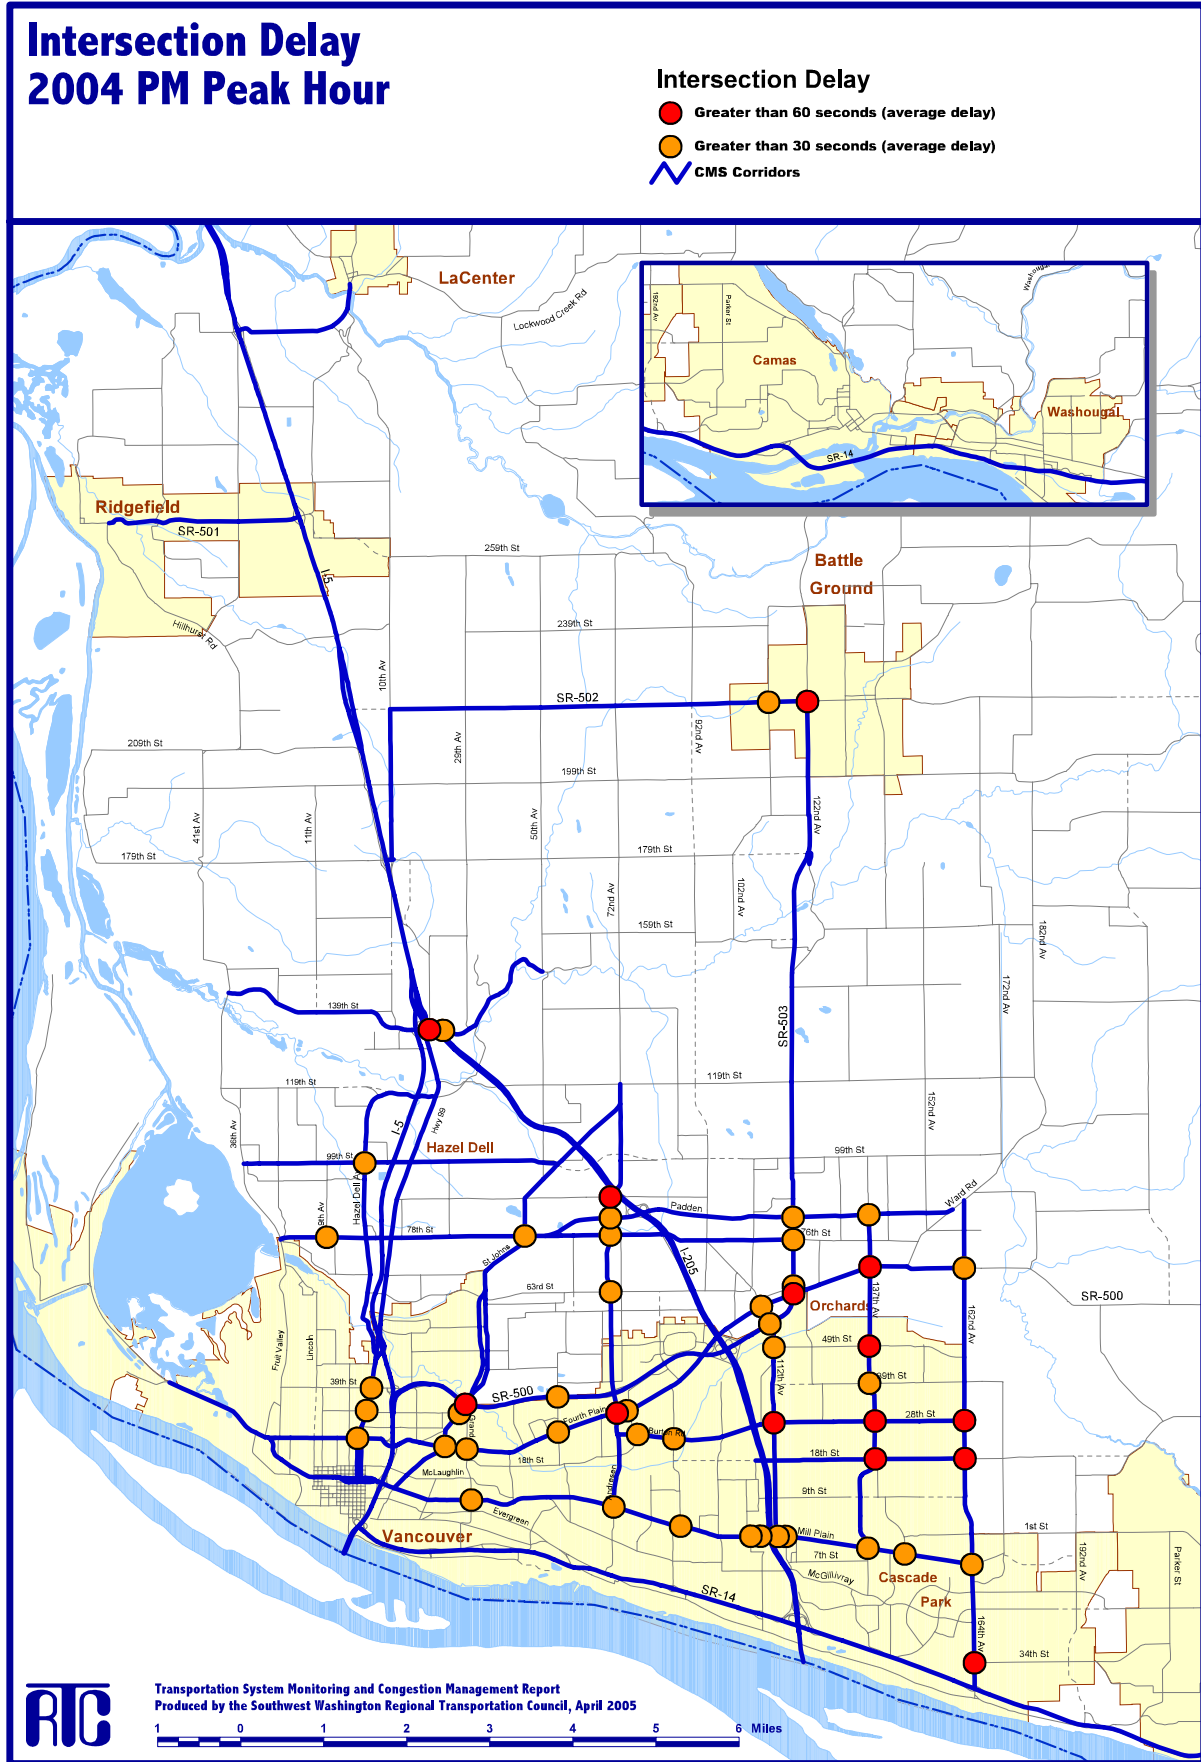 Intersection Delay
2004 PM Peak Hour
Intersection Delay
Greater than 60 seconds (average delay)
Greater than 30 seconds (average delay)
CMS Corridors
LaCenter
Lockwood Creek Rd
192nd Av
Parker St
Camas
Washougal
SR-14
Ridgefield
SR-501
I-5
Hillhurst Rd
259th St
Battle
Ground
239th St
10th Av
SR-502
209th St
29th Av
92nd Av
199th St
41st Av
11th Av
50th Av
122nd Av
179th St
179th St
72nd Av
102nd Av
159th St
182nd Av
172nd Av
139th St
SR-503
119th St
119th St
152nd Av
36th Av
I-5
Hwy 99
Hazel Dell
99th St
99th St
Hazel Dell Av
9th Av
78th St
St Johns
Padden
76th St
Ward Rd
I-205
63rd St
Orchards
137th Av
162nd Av
SR-500
Fruit Valley
Lincoln
49th St
39th St
112th Av
39th St
SR-500
Fourth Plain
Grand
Burton Rd
28th St
18th St
18th St
McLaughlin
Andresen
9th St
Evergreen
Vancouver
Mill Plain
1st St
7th St
192nd Av
Parker St
McGillivray
Cascade
Park
SR-14
164th Av
34th St
RTC
Transportation System Monitoring and Congestion Management Report
Produced by the Southwest Washington Regional Transportation Council, April 2005
1 0 1 2 3 4 5 6 Miles